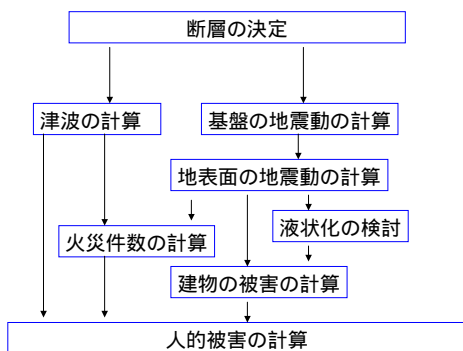 断層の決定
津波の計算
基盤の地震動の計算
地表面の地震動の計算
液状化の検討
火災件数の計算
建物の被害の計算
人的被害の計算